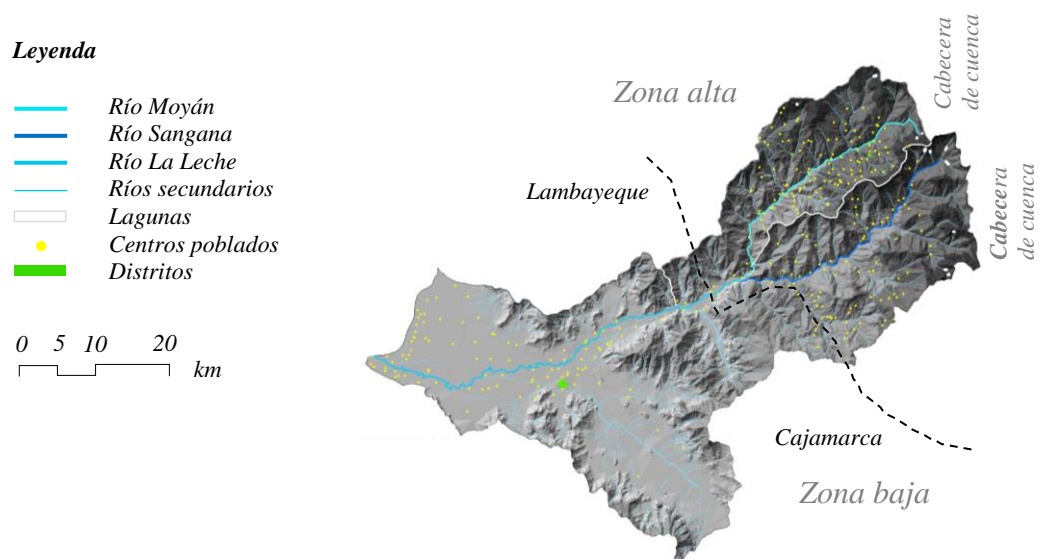 Leyenda
Río Moyán
Río Sangana
Río La Leche
Ríos secundarios
Lagunas
Centros poblados
Distritos
0 5 10 20
km
Zona alta
Cabecera
de cuenca
Lambayeque
Cabecera
de cuenca
Cajamarca
Zona baja